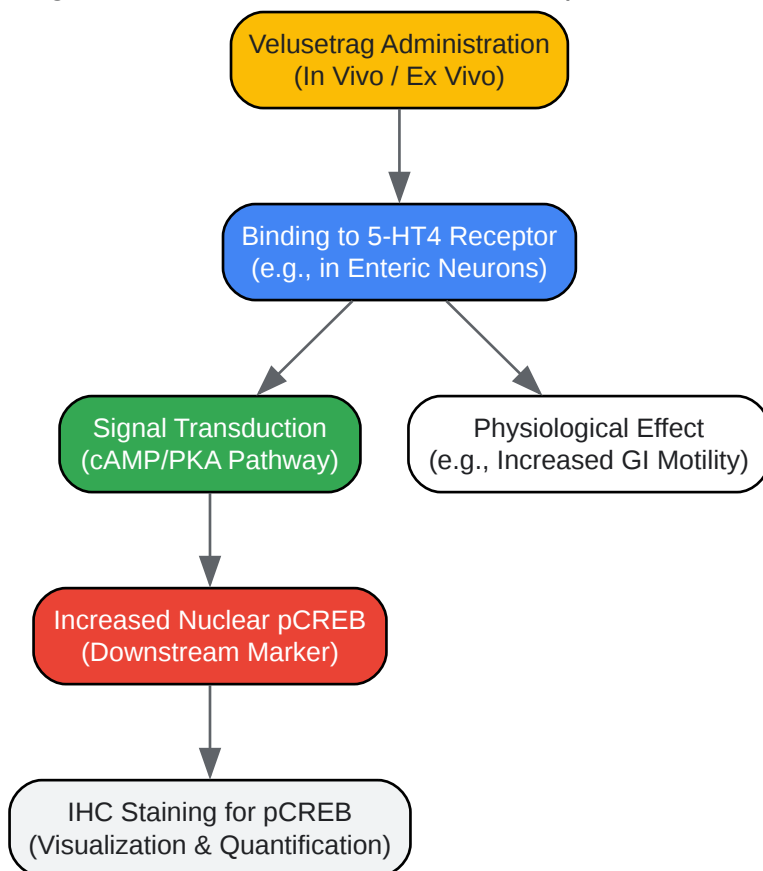 Velusetrag Administration
(In Vivo / Ex Vivo)
Binding to 5-HT4 Receptor
(e.g., in Enteric Neurons)
Signal Transduction
(cAMP/PKA Pathway)
Physiological Effect
(e.g., Increased GI Motility)
Increased Nuclear pCREB
(Downstream Marker)
IHC Staining for pCREB
(Visualization & Quantification)